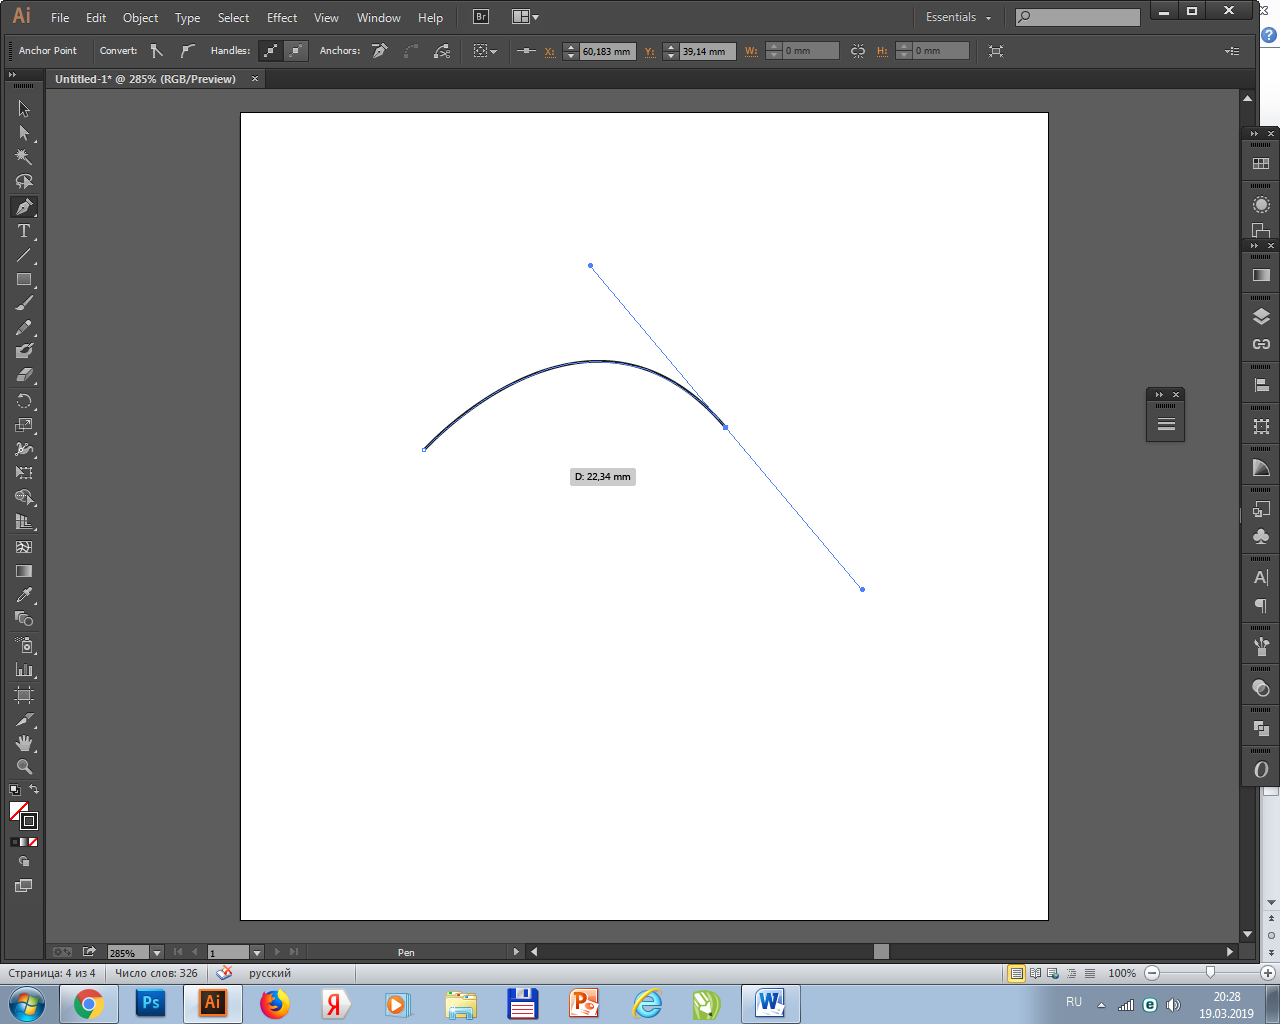 Ai File Edit Object Type Select Effect View Window Help Br Essentials
Anchor Point Convert: Handles: Anchors: X: 60,183 mm Y: 39,14 mm W: 0 mm H: 0 mm
Untitled-1* @ 285% (RGB/Preview)
T
D: 22,34 mm
A
285% 1 Pen
Страница: 4 из 4 Число слов: 326 русский 100%
Ps Ai Я P W RU 20:28
19.03.2019